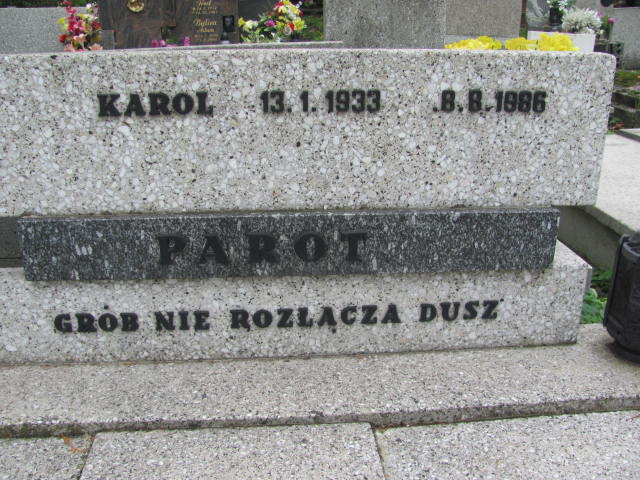 KAROL 13.1.1933 8.8.1986
PAROT
GRÓB NIE ROZŁĄCZA DUSZ